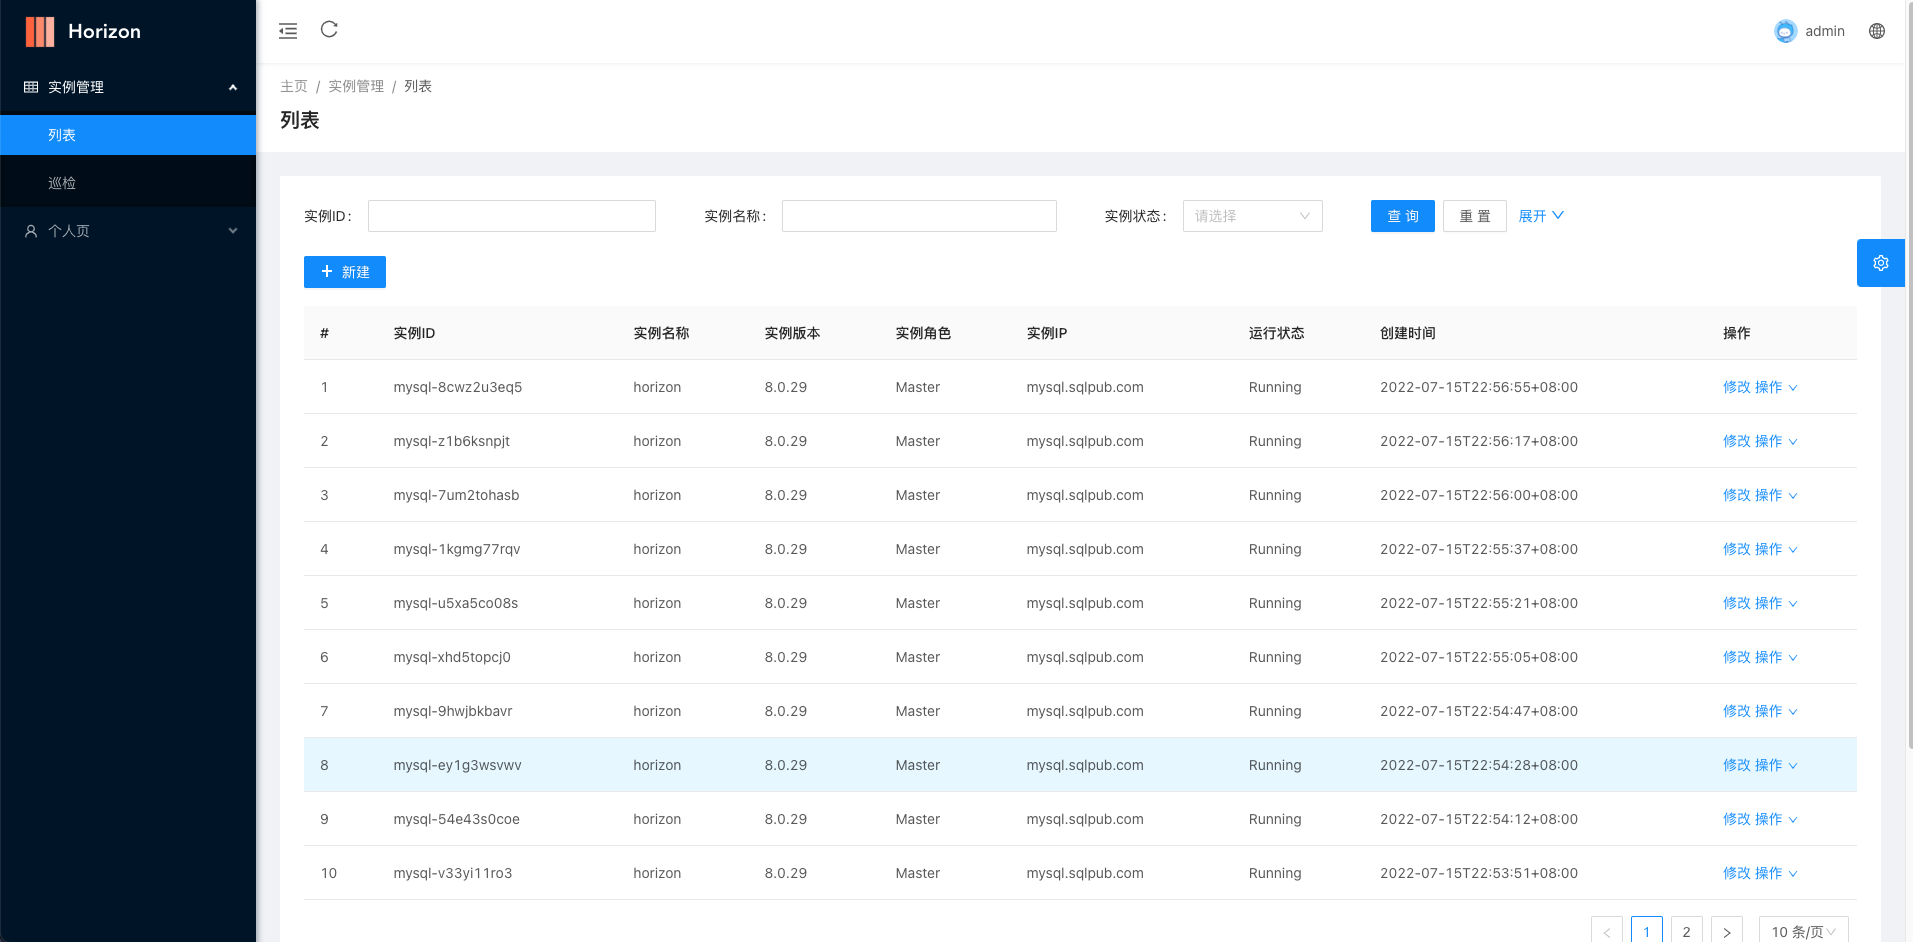 Horizon
admin
实例管理
列表
巡检
个人页
主页 / 实例管理 / 列表
列表
实例ID: 实例名称: 实例状态: 请选择 查 询 重 置 展开
+ 新建
# 实例ID 实例名称 实例版本 实例角色 实例IP 运行状态 创建时间 操作
1 mysql-8cwz2u3eq5 horizon 8.0.29 Master mysql.sqlpub.com Running 2022-07-15T22:56:55+08:00 修改 操作
2 mysql-z1b6ksnpjt horizon 8.0.29 Master mysql.sqlpub.com Running 2022-07-15T22:56:17+08:00 修改 操作
3 mysql-7um2tohasb horizon 8.0.29 Master mysql.sqlpub.com Running 2022-07-15T22:56:00+08:00 修改 操作
4 mysql-1kgmg77rqv horizon 8.0.29 Master mysql.sqlpub.com Running 2022-07-15T22:55:37+08:00 修改 操作
5 mysql-u5xa5co08s horizon 8.0.29 Master mysql.sqlpub.com Running 2022-07-15T22:55:21+08:00 修改 操作
6 mysql-xhd5topcj0 horizon 8.0.29 Master mysql.sqlpub.com Running 2022-07-15T22:55:05+08:00 修改 操作
7 mysql-9hwjbkbavr horizon 8.0.29 Master mysql.sqlpub.com Running 2022-07-15T22:54:47+08:00 修改 操作
8 mysql-ey1g3wsvwv horizon 8.0.29 Master mysql.sqlpub.com Running 2022-07-15T22:54:28+08:00 修改 操作
9 mysql-54e43s0coe horizon 8.0.29 Master mysql.sqlpub.com Running 2022-07-15T22:54:12+08:00 修改 操作
10 mysql-v33yi11ro3 horizon 8.0.29 Master mysql.sqlpub.com Running 2022-07-15T22:53:51+08:00 修改 操作
< 1 2 > 10 条/页